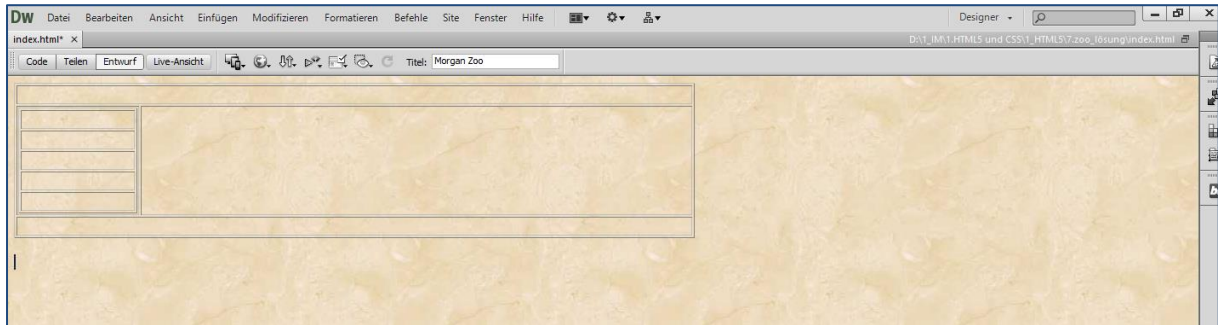 DW Datei Bearbeiten Ansicht Einfügen Modifizieren Formatieren Befehle Site Fenster Hilfe Designer
index.html* × D:\1_IM\1.HTML5 und CSS\1_HTML5\7.zoo_lösung\index.html
Code Teilen Entwurf Live-Ansicht Titel: Morgan Zoo